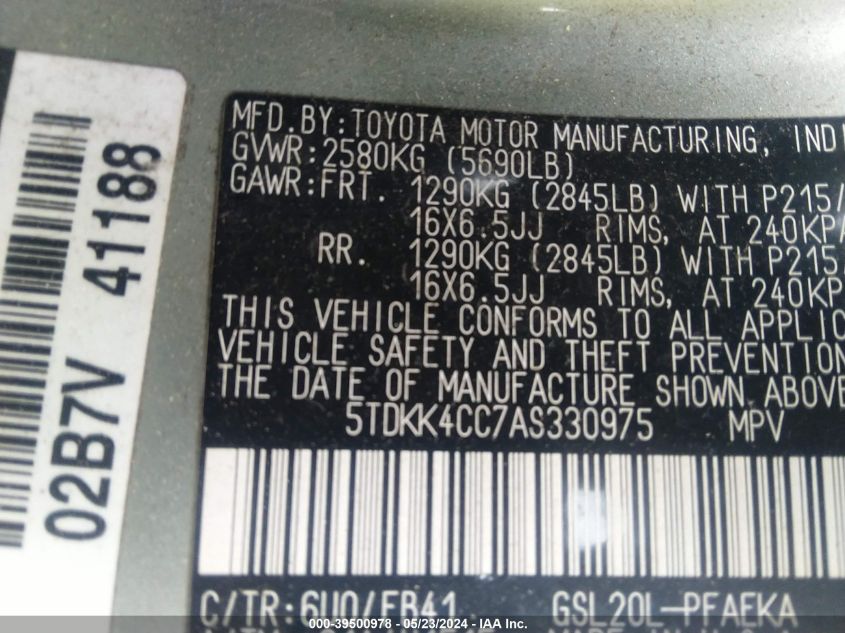 02B7V 41188
MFD.BY:TOYOTA MOTOR MANUFACTURING, INDI
GVWR:2580KG (5690LB)
GAWR:FRT. 1290KG (2845LB) WITH P215/
16X6.5JJ RIMS, AT 240KPA
RR. 1290KG (2845LB) WITH P215/
16X6.5JJ RIMS, AT 240KP
THIS VEHICLE CONFORMS TO ALL APPLIC
VEHICLE SAFETY AND THEFT PREVENTION
THE DATE OF MANUFACTURE SHOWN ABOVE
5TDKK4CC7AS330975 MPV
C/TR:6U0/FB41 GSL20L-PFAEKA
000-39500978 - 05/23/2024 - IAA Inc.